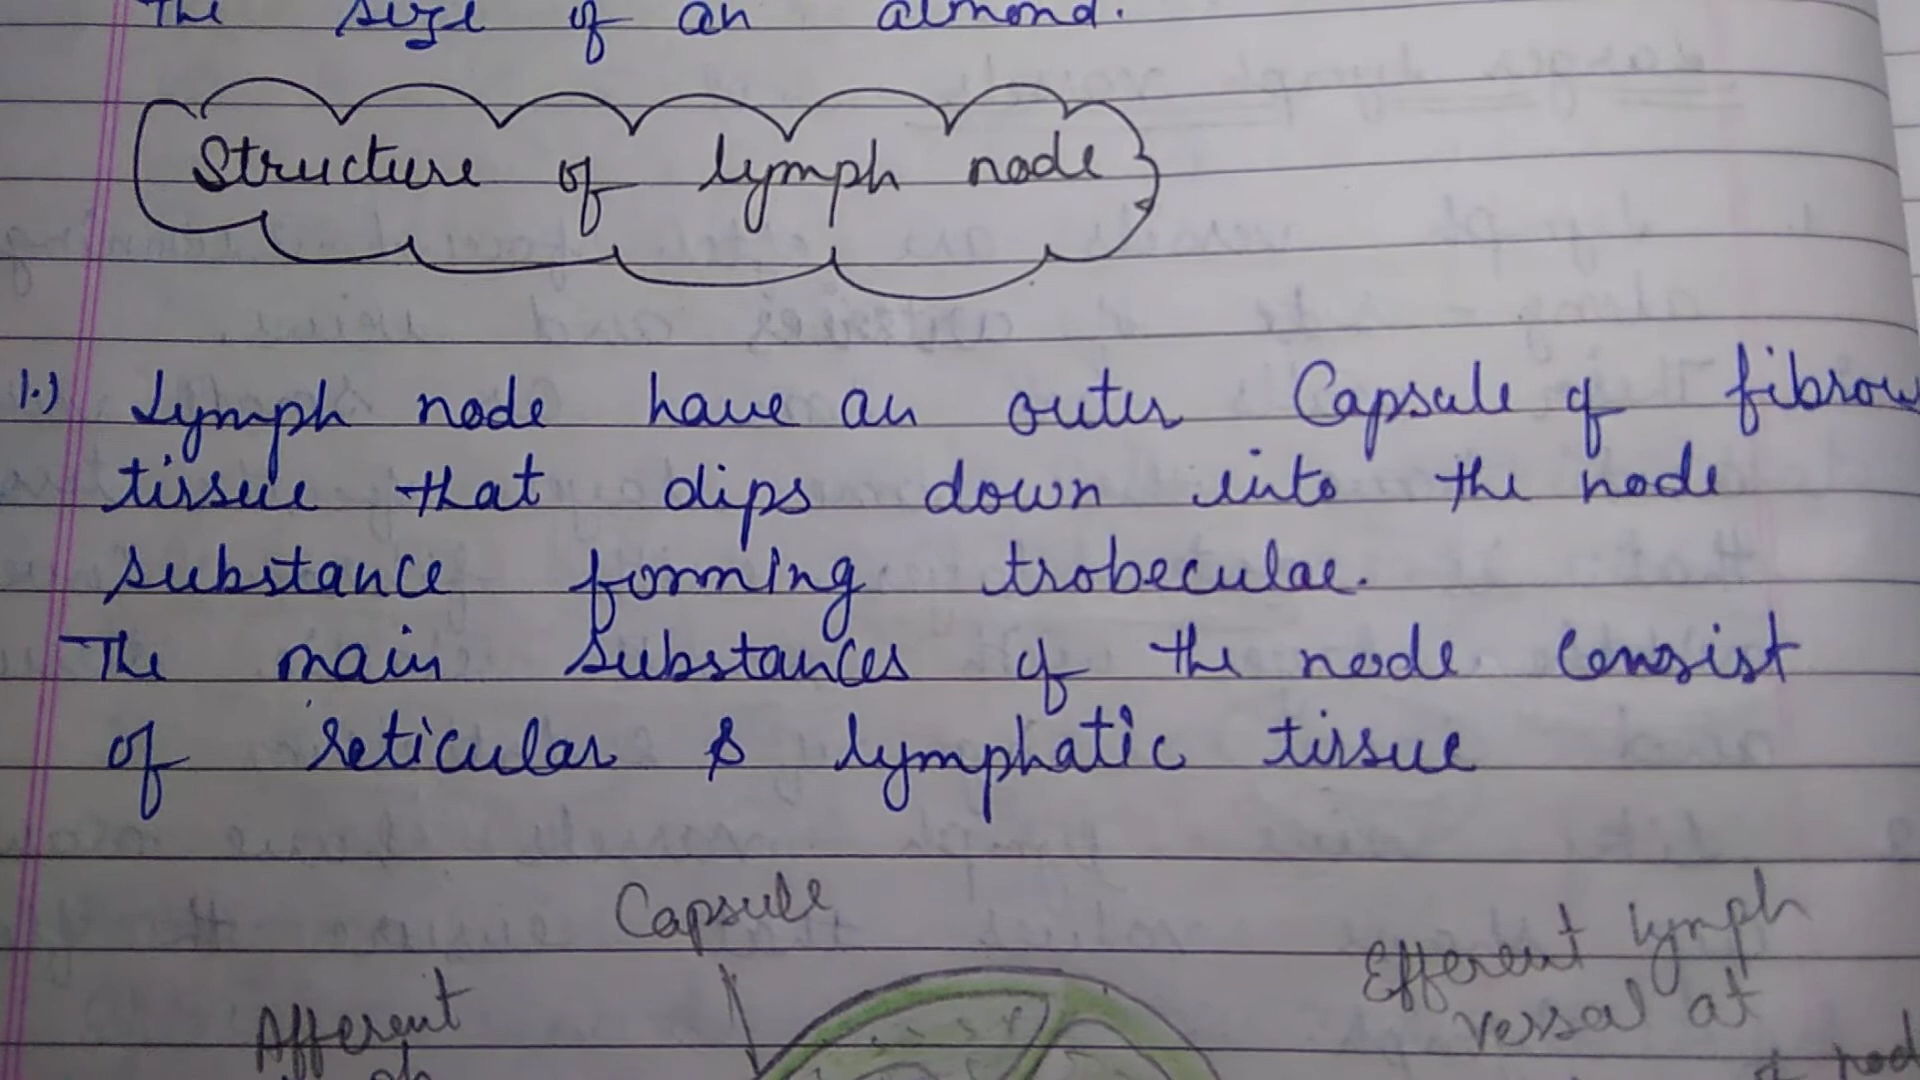 The size of an almond.
Structure of lymph node
1.) Lymph node have an outer Capsule of fibrou
tissue that dips down into the node
substance forming trobeculae.
The main substances of the node consist
of reticular & lymphatic tissue
Capsule
Efferent lymph
versal at
Afferent